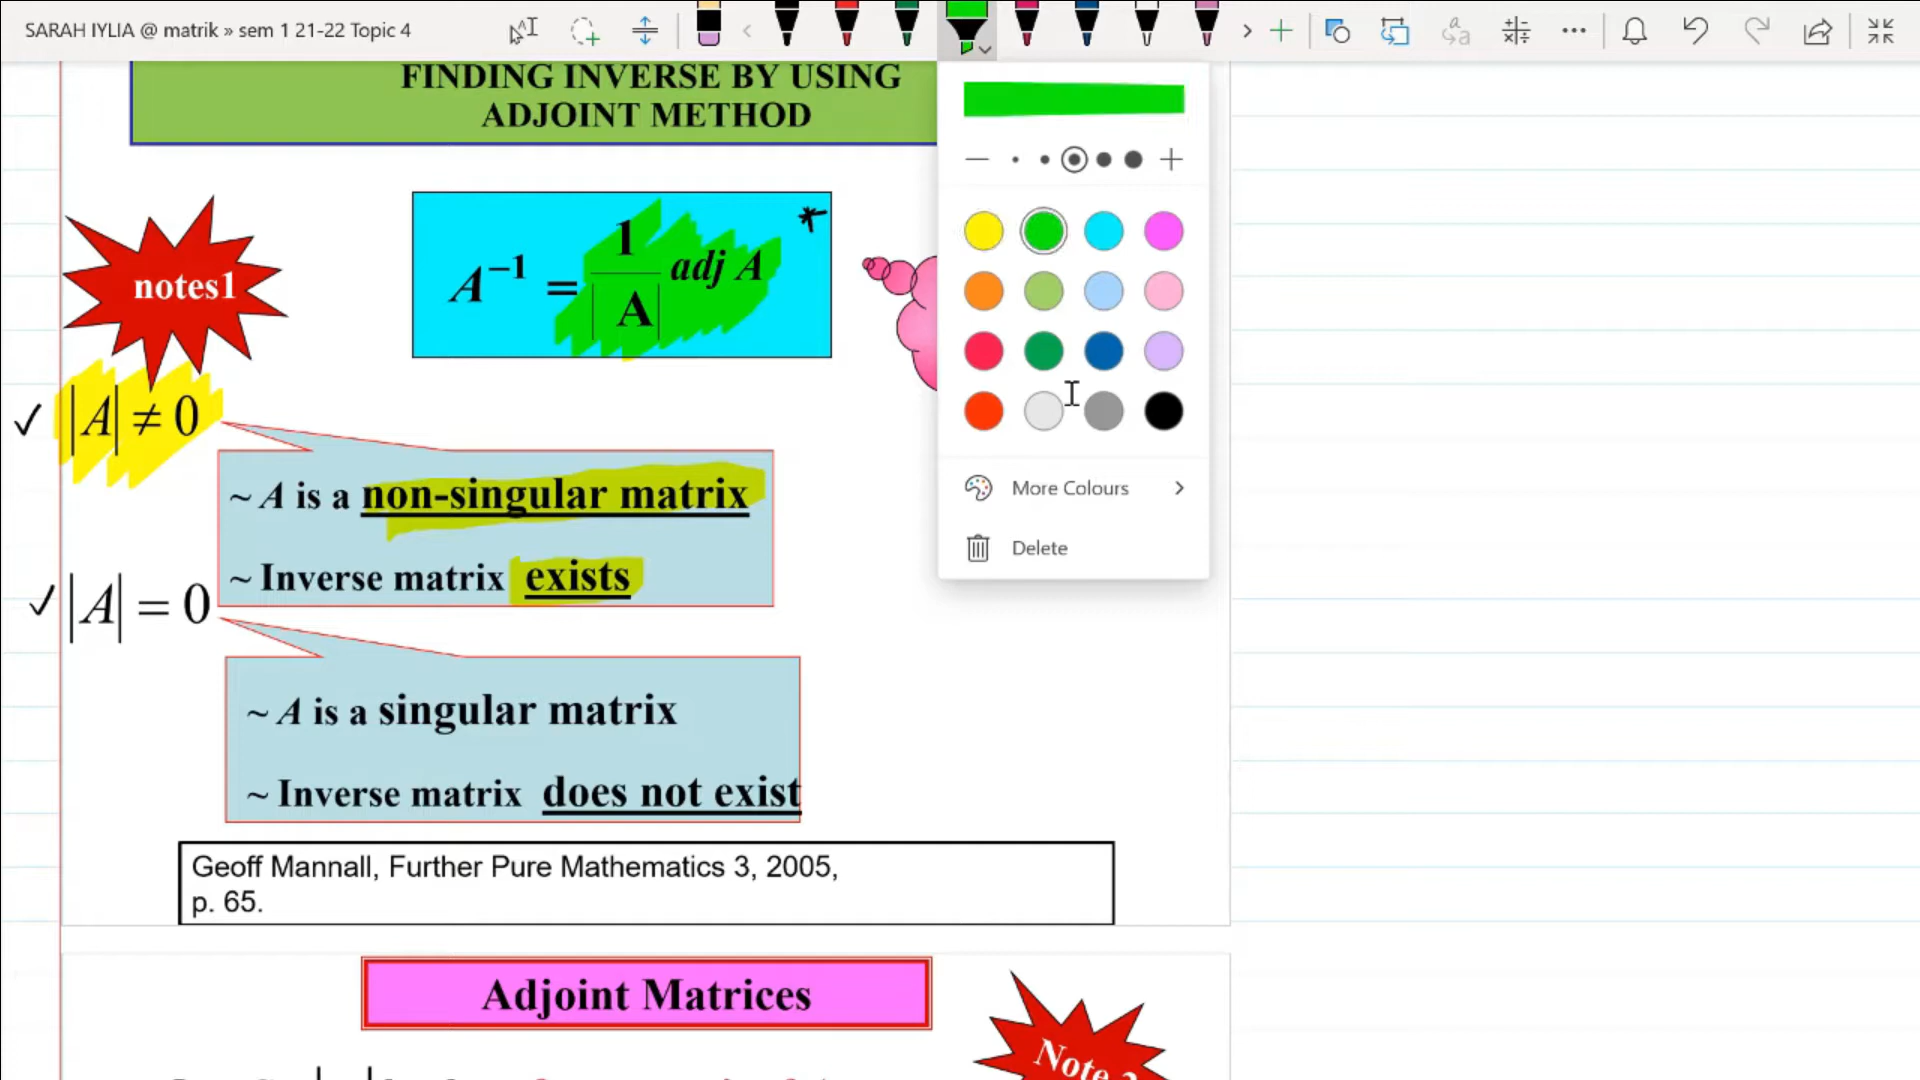 SARAH IYLIA @ matrik » sem 1 21-22 Topic 4
FINDING INVERSE BY USING
ADJOINT METHOD
notes1
A⁻¹ = 1/|A| adj A
*
✓ |A| ≠ 0
~ A is a non-singular matrix
~ Inverse matrix exists
✓ |A| = 0
~ A is a singular matrix
~ Inverse matrix does not exist
Geoff Mannall, Further Pure Mathematics 3, 2005,
p. 65.
Adjoint Matrices
Note
More Colours
Delete